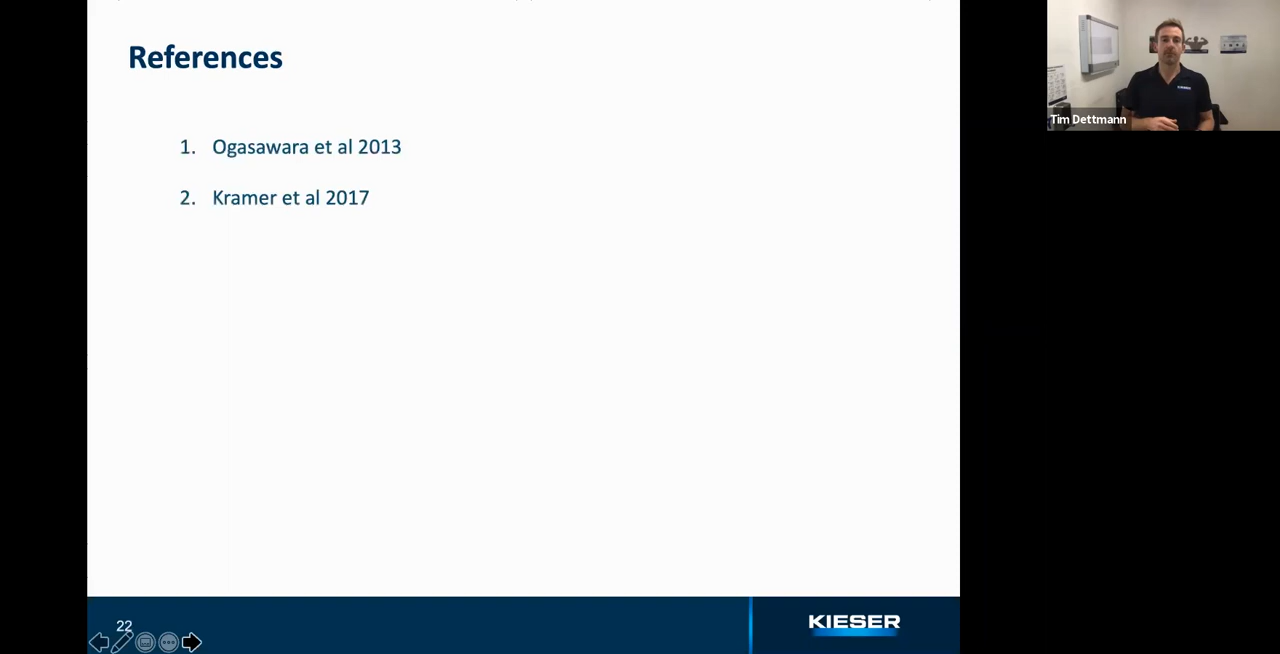 References
1. Ogasawara et al 2013
2. Kramer et al 2017
22
KIESER
Tim Dettmann